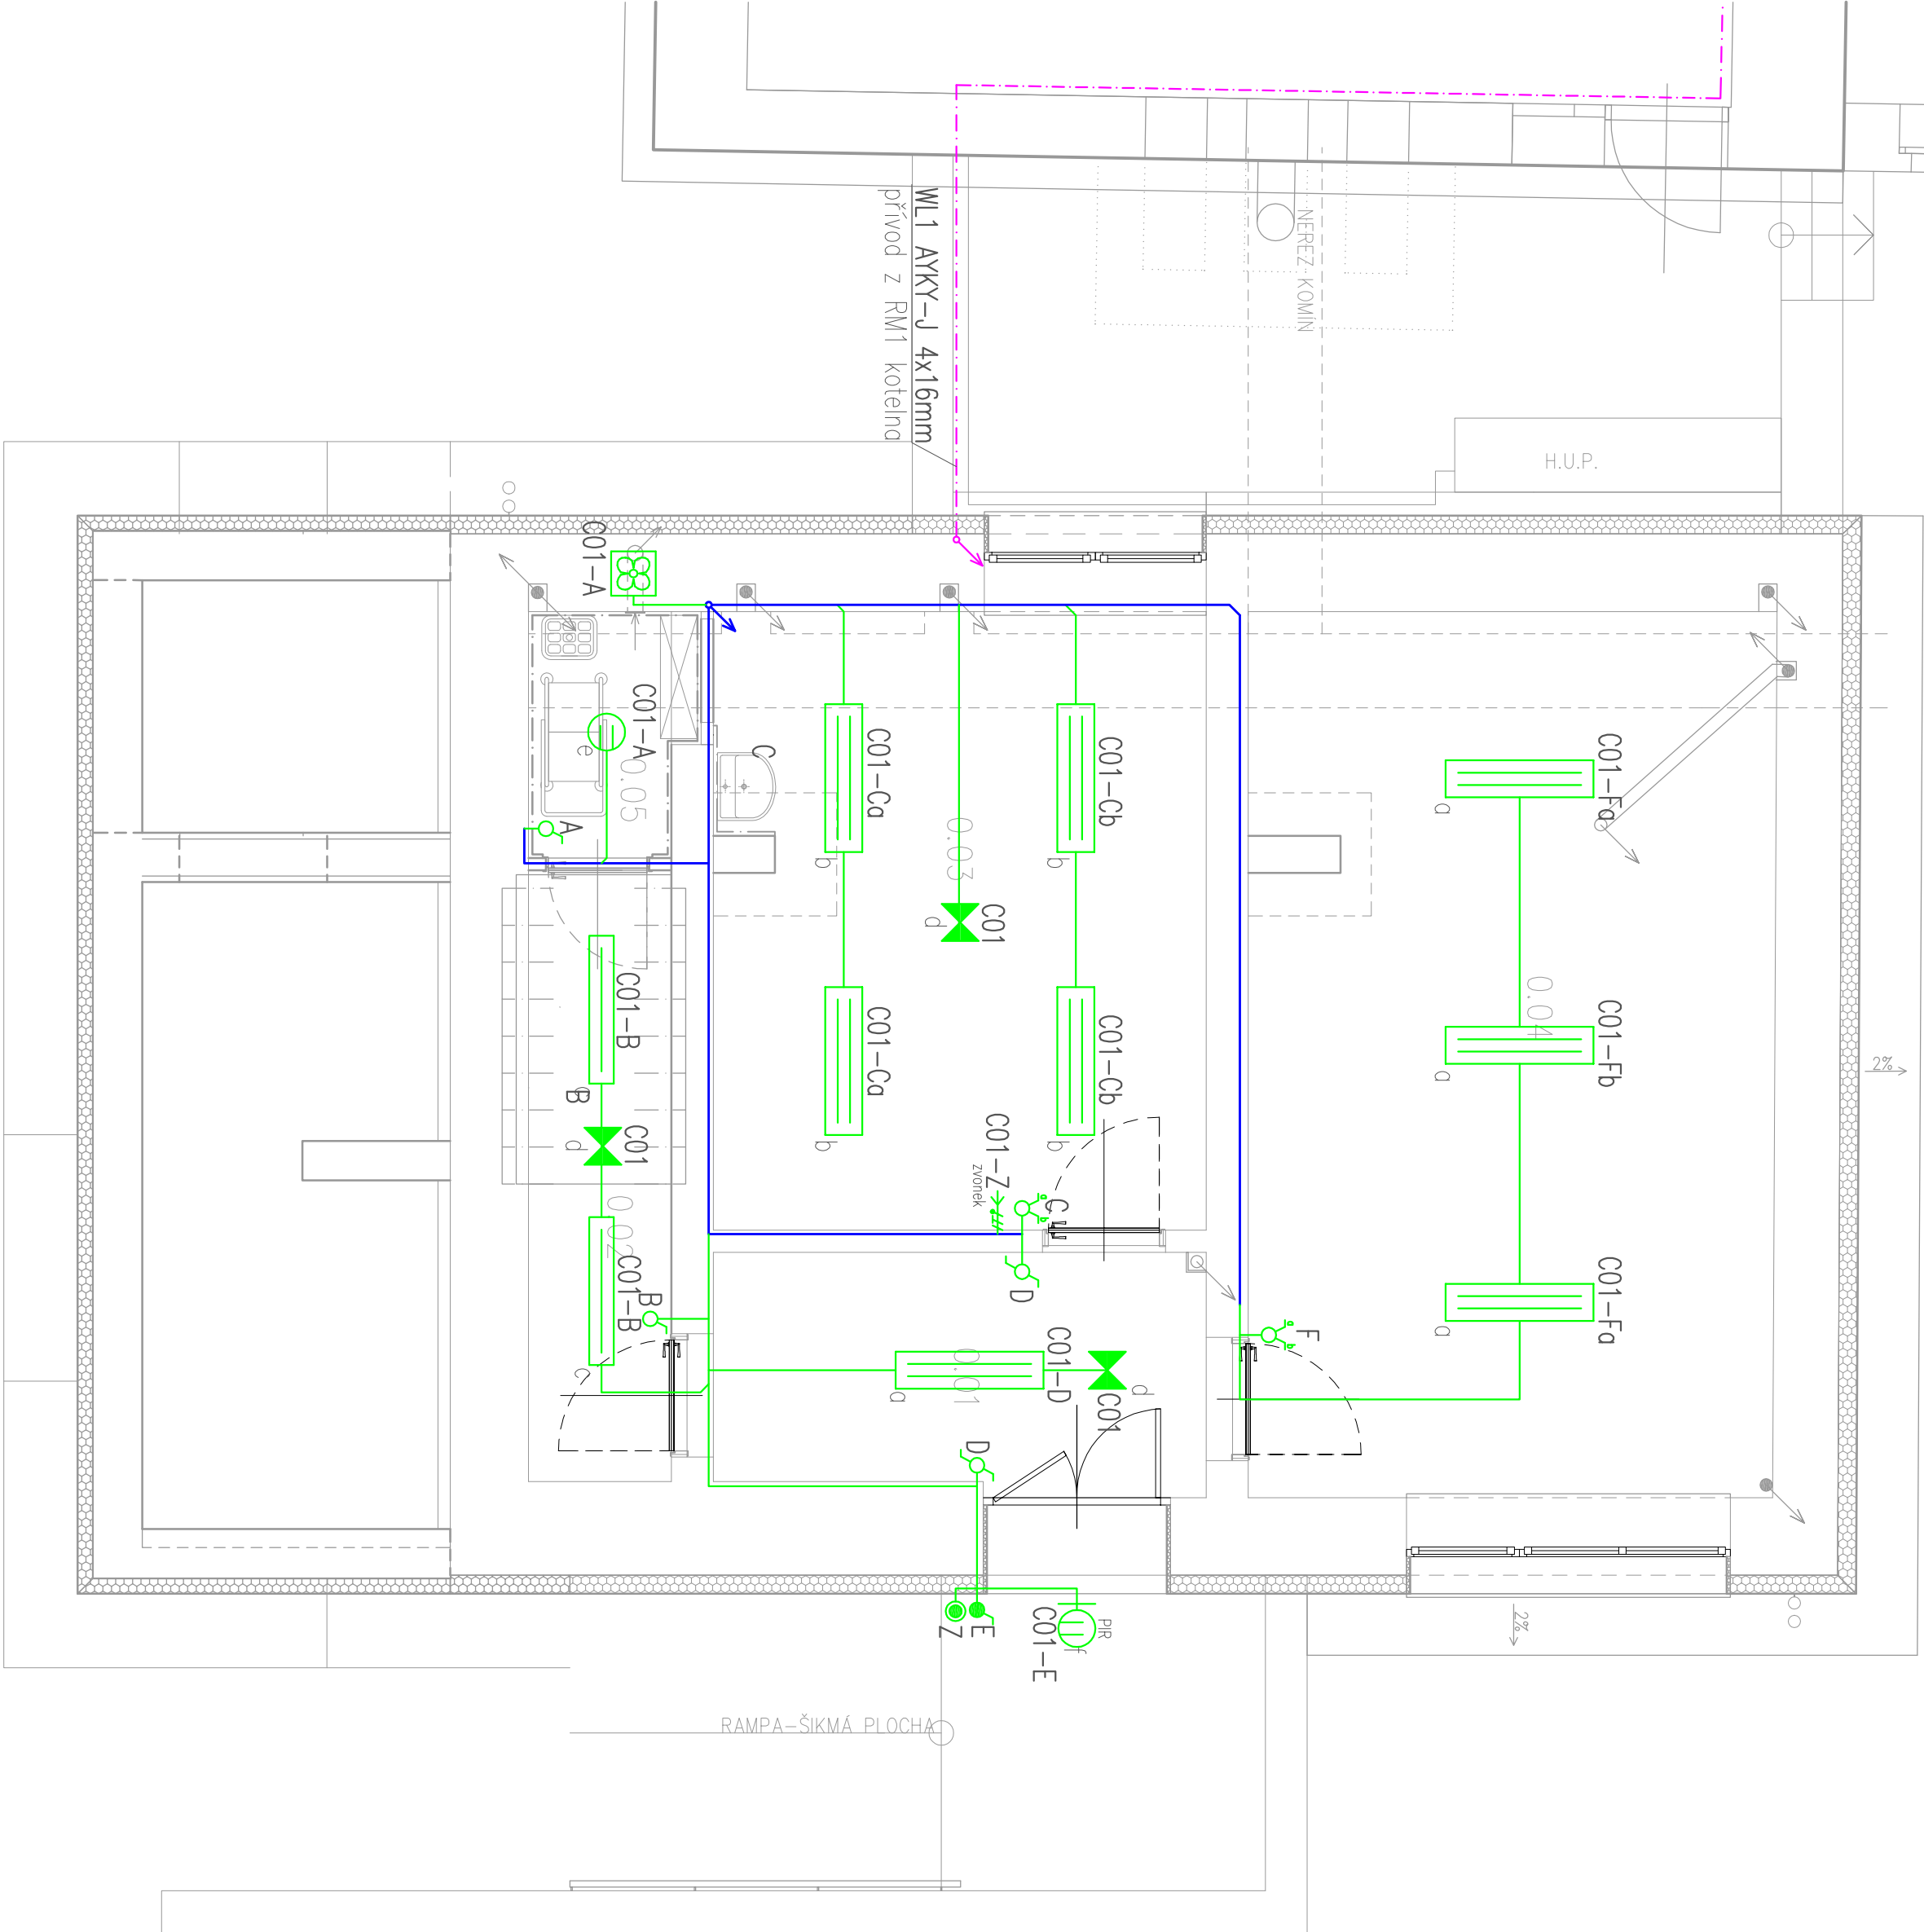 WL1 AYKY-J 4x16mm
přívod z RM1 kotelna
NEREZ KOMÍN
H.U.P.
C01-A
C01-A
e
0.05
A
C
C01-Ca
b
C01-Cb
b
0.03
C01
d
C01-Fa
a
C01-Fb
a
0.04
2%
C01-B
c
B
C01
d
0.02
C01-B
B
c
C01-Ca
b
C01-Cb
b
C01-Z
zvonek
a
b
C
D
C01-Fa
a
a
b
F
C01-D
a
0.01
C01
d
D
E
Z
C01-E
PIR
f
2%
RAMPA-ŠIKMÁ PLOCHA